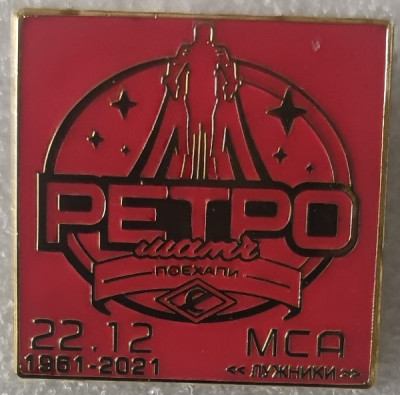 РЕТРО
матч
ПОЕХАЛИ
22.12 МСА
1961-2021 «ЛУЖНИКИ»